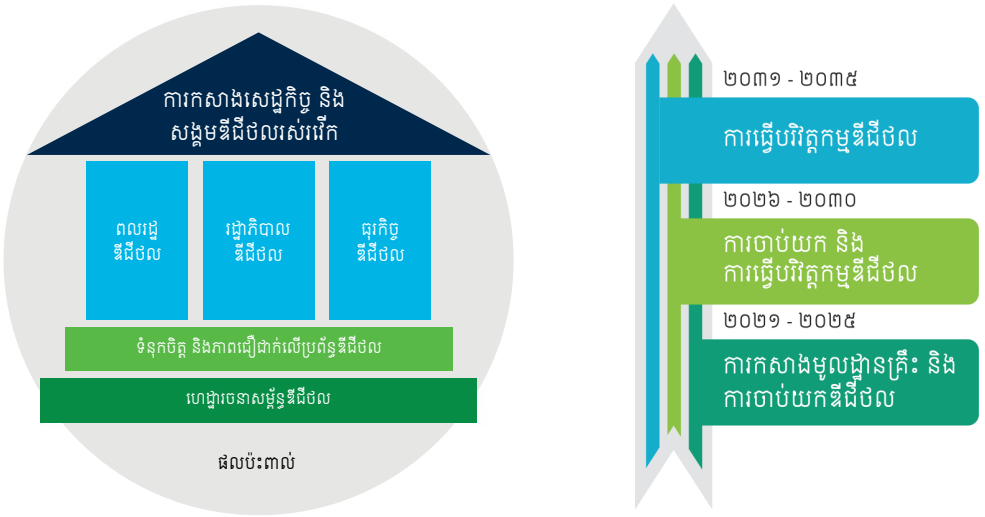 ការកសាងសេដ្ឋកិច្ច និង
សង្គមឌីជីថលរស់រវើក
ពលរដ្ឋ
ឌីជីថល
រដ្ឋាភិបាល
ឌីជីថល
ធុរកិច្ច
ឌីជីថល
ទំនុកចិត្ត និងភាពជឿជាក់លើប្រព័ន្ធឌីជីថល
ហេដ្ឋារចនាសម្ព័ន្ធឌីជីថល
ផលប៉ះពាល់
២០៣១ - ២០៣៥
ការធ្វើបរិវត្តកម្មឌីជីថល
២០២៦ - ២០៣០
ការចាប់យក និង
ការធ្វើបរិវត្តកម្មឌីជីថល
២០២១ - ២០២៥
ការកសាងមូលដ្ឋានគ្រឹះ និង
ការចាប់យកឌីជីថល